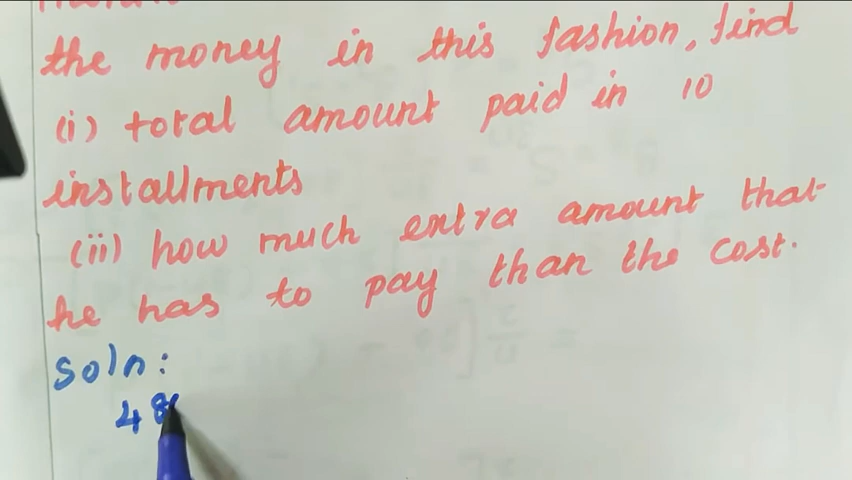 the money in this fashion, find
(i) total amount paid in 10
installments
(ii) how much extra amount that
he has to pay than the cost.
Soln:
48